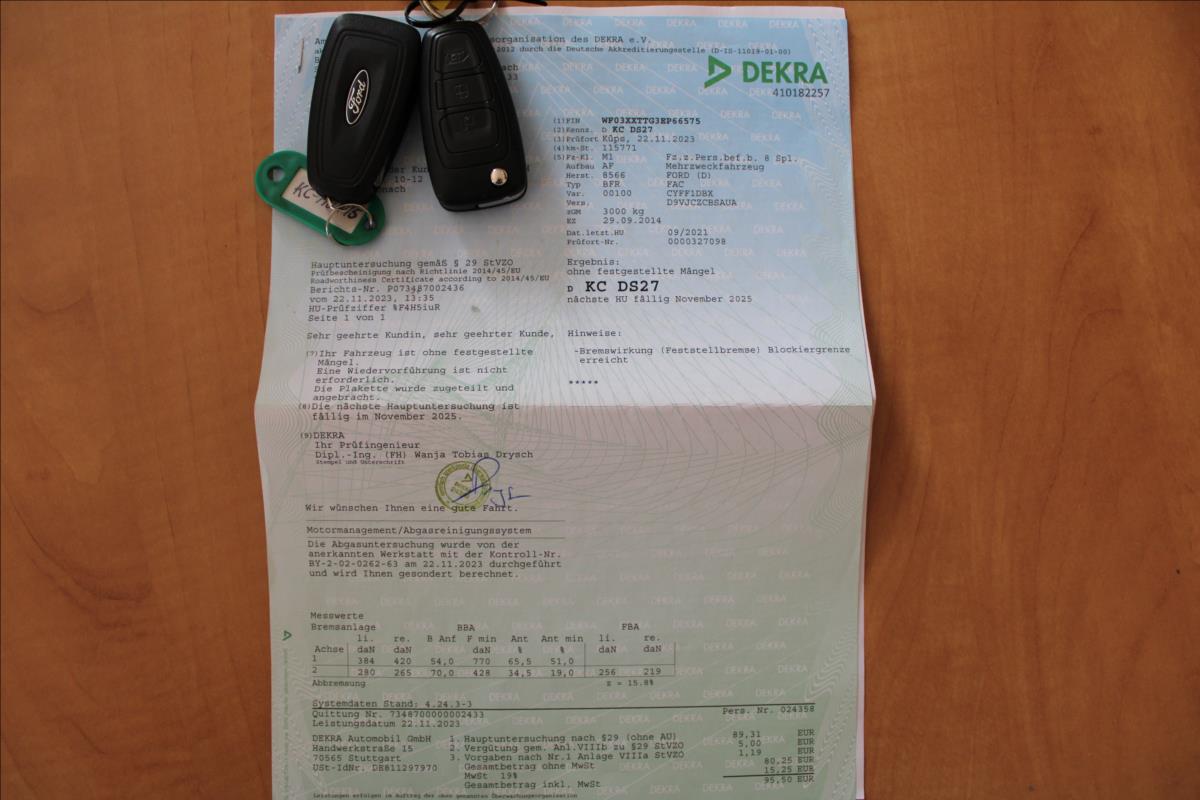 organisation des DEKRA e.V.
2012 durch die Deutsche Akkreditierungsstelle (D-IS-11019-01-00)
DEKRA
410182257
Ford
(1)FIN WF03XXTTG3EP66575
(2)Kennz. D KC DS27
(3)Prüfort Küps, 22.11.2023
(4)km-St. 115771
(5)Fz-Kl. M1 Fz.z.Pers.bef.b. 8 Spl.
Aufbau AF Mehrzweckfahrzeug
Herst. 8566 FORD (D)
Typ BFR FAC
Var. 00100 CYFF1DBX
Vers. D9VJCZCBSAUA
zGM 3000 kg
EZ 29.09.2014
Dat.letzt.HU 09/2021
Prüfort-Nr. 0000327098
10-12
Hauptuntersuchung gemäß § 29 StVZO
Prüfbescheinigung nach Richtlinie 2014/45/EU
Roadworthiness Certificate according to 2014/45/EU
Berichts-Nr. P073487002436
vom 22.11.2023, 13:35
HU-Prüfziffer %F4H5iuR
Seite 1 von 1
Ergebnis:
ohne festgestellte Mängel
D KC DS27
nächste HU fällig November 2025
Sehr geehrte Kundin, sehr geehrter Kunde,
(7)Ihr Fahrzeug ist ohne festgestellte
Mängel.
Eine Wiedervorführung ist nicht
erforderlich.
Die Plakette wurde zugeteilt und
angebracht.
(8)Die nächste Hauptuntersuchung ist
fällig im November 2025.
Hinweise:
-Bremswirkung (Feststellbremse) Blockiergrenze
erreicht
*****
(9)DEKRA
Ihr Prüfingenieur
Dipl.-Ing. (FH) Wanja Tobias Drysch
Stempel und Unterschrift
Wir wünschen Ihnen eine gute Fahrt.
Motormanagement/Abgasreinigungssystem
Die Abgasuntersuchung wurde von der
anerkannten Werkstatt mit der Kontroll-Nr.
BY-2-02-0262-63 am 22.11.2023 durchgeführt
und wird Ihnen gesondert berechnet.
Messwerte
Bremsanlage BBA FBA
li. re. B Anf F min Ant Ant min li. re.
Achse daN daN daN % % daN daN
1 384 420 54,0 770 65,5 51,0
2 280 265 70,0 428 34,5 19,0 256 219
Abbremsung z = 15.8%
Systemdaten Stand: 4.24.3-3
Quittung Nr. 7348700000002433 Pers. Nr. 024358
Leistungsdatum 22.11.2023
DEKRA Automobil GmbH 1. Hauptuntersuchung nach §29 (ohne AU) 89,31 EUR
Handwerkstraße 15 2. Vergütung gem. Anl.VIIIb zu §29 StVZO 5,00 EUR
70565 Stuttgart 3. Vorgaben nach Nr.1 Anlage VIIIa StVZO 1,19 EUR
USt-IdNr. DE811297970 Gesamtbetrag ohne MwSt 80,25 EUR
MwSt 19% 15,25 EUR
Gesamtbetrag inkl. MwSt 95,50 EUR
Leistungen erfolgen im Auftrag der oben genannten Überwachungsorganisation